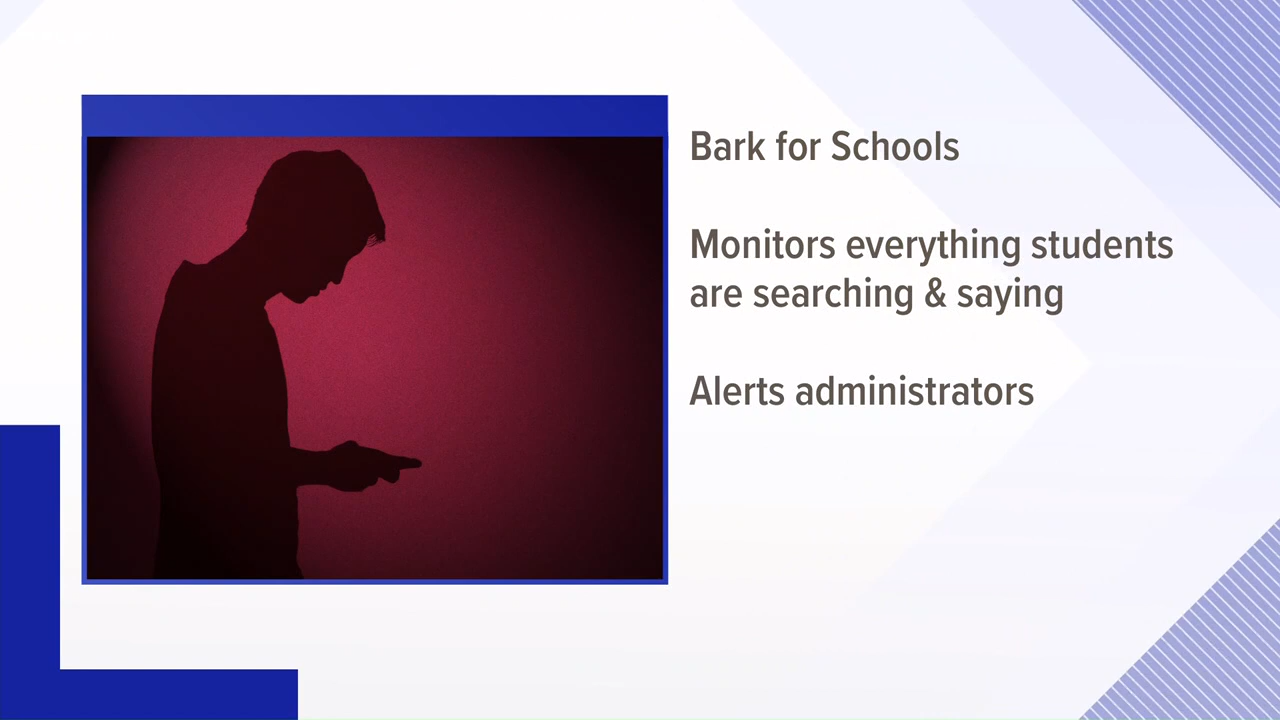 Bark for Schools
Monitors everything students
are searching & saying
Alerts administrators